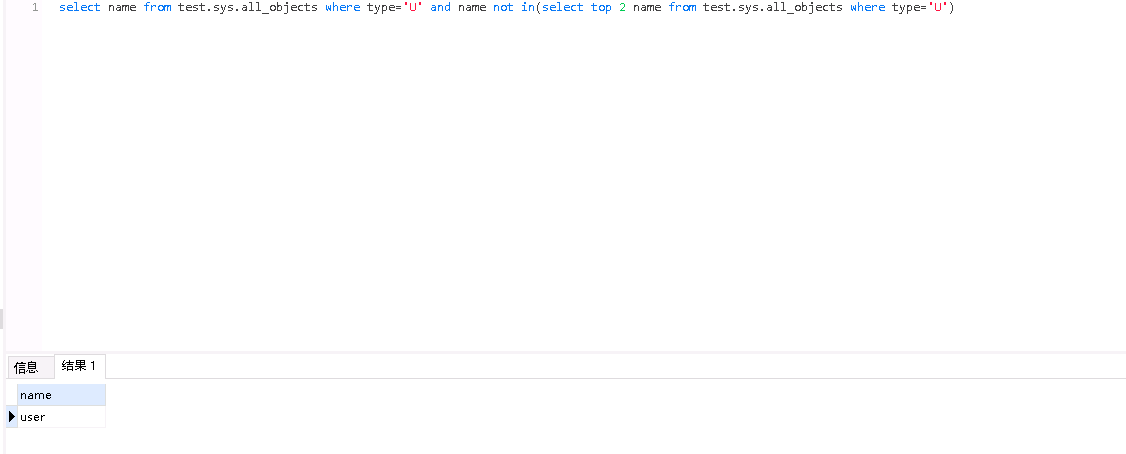 1 select name from test.sys.all_objects where type='U' and name not in(select top 2 name from test.sys.all_objects where type='U')
信息 结果 1
name
user